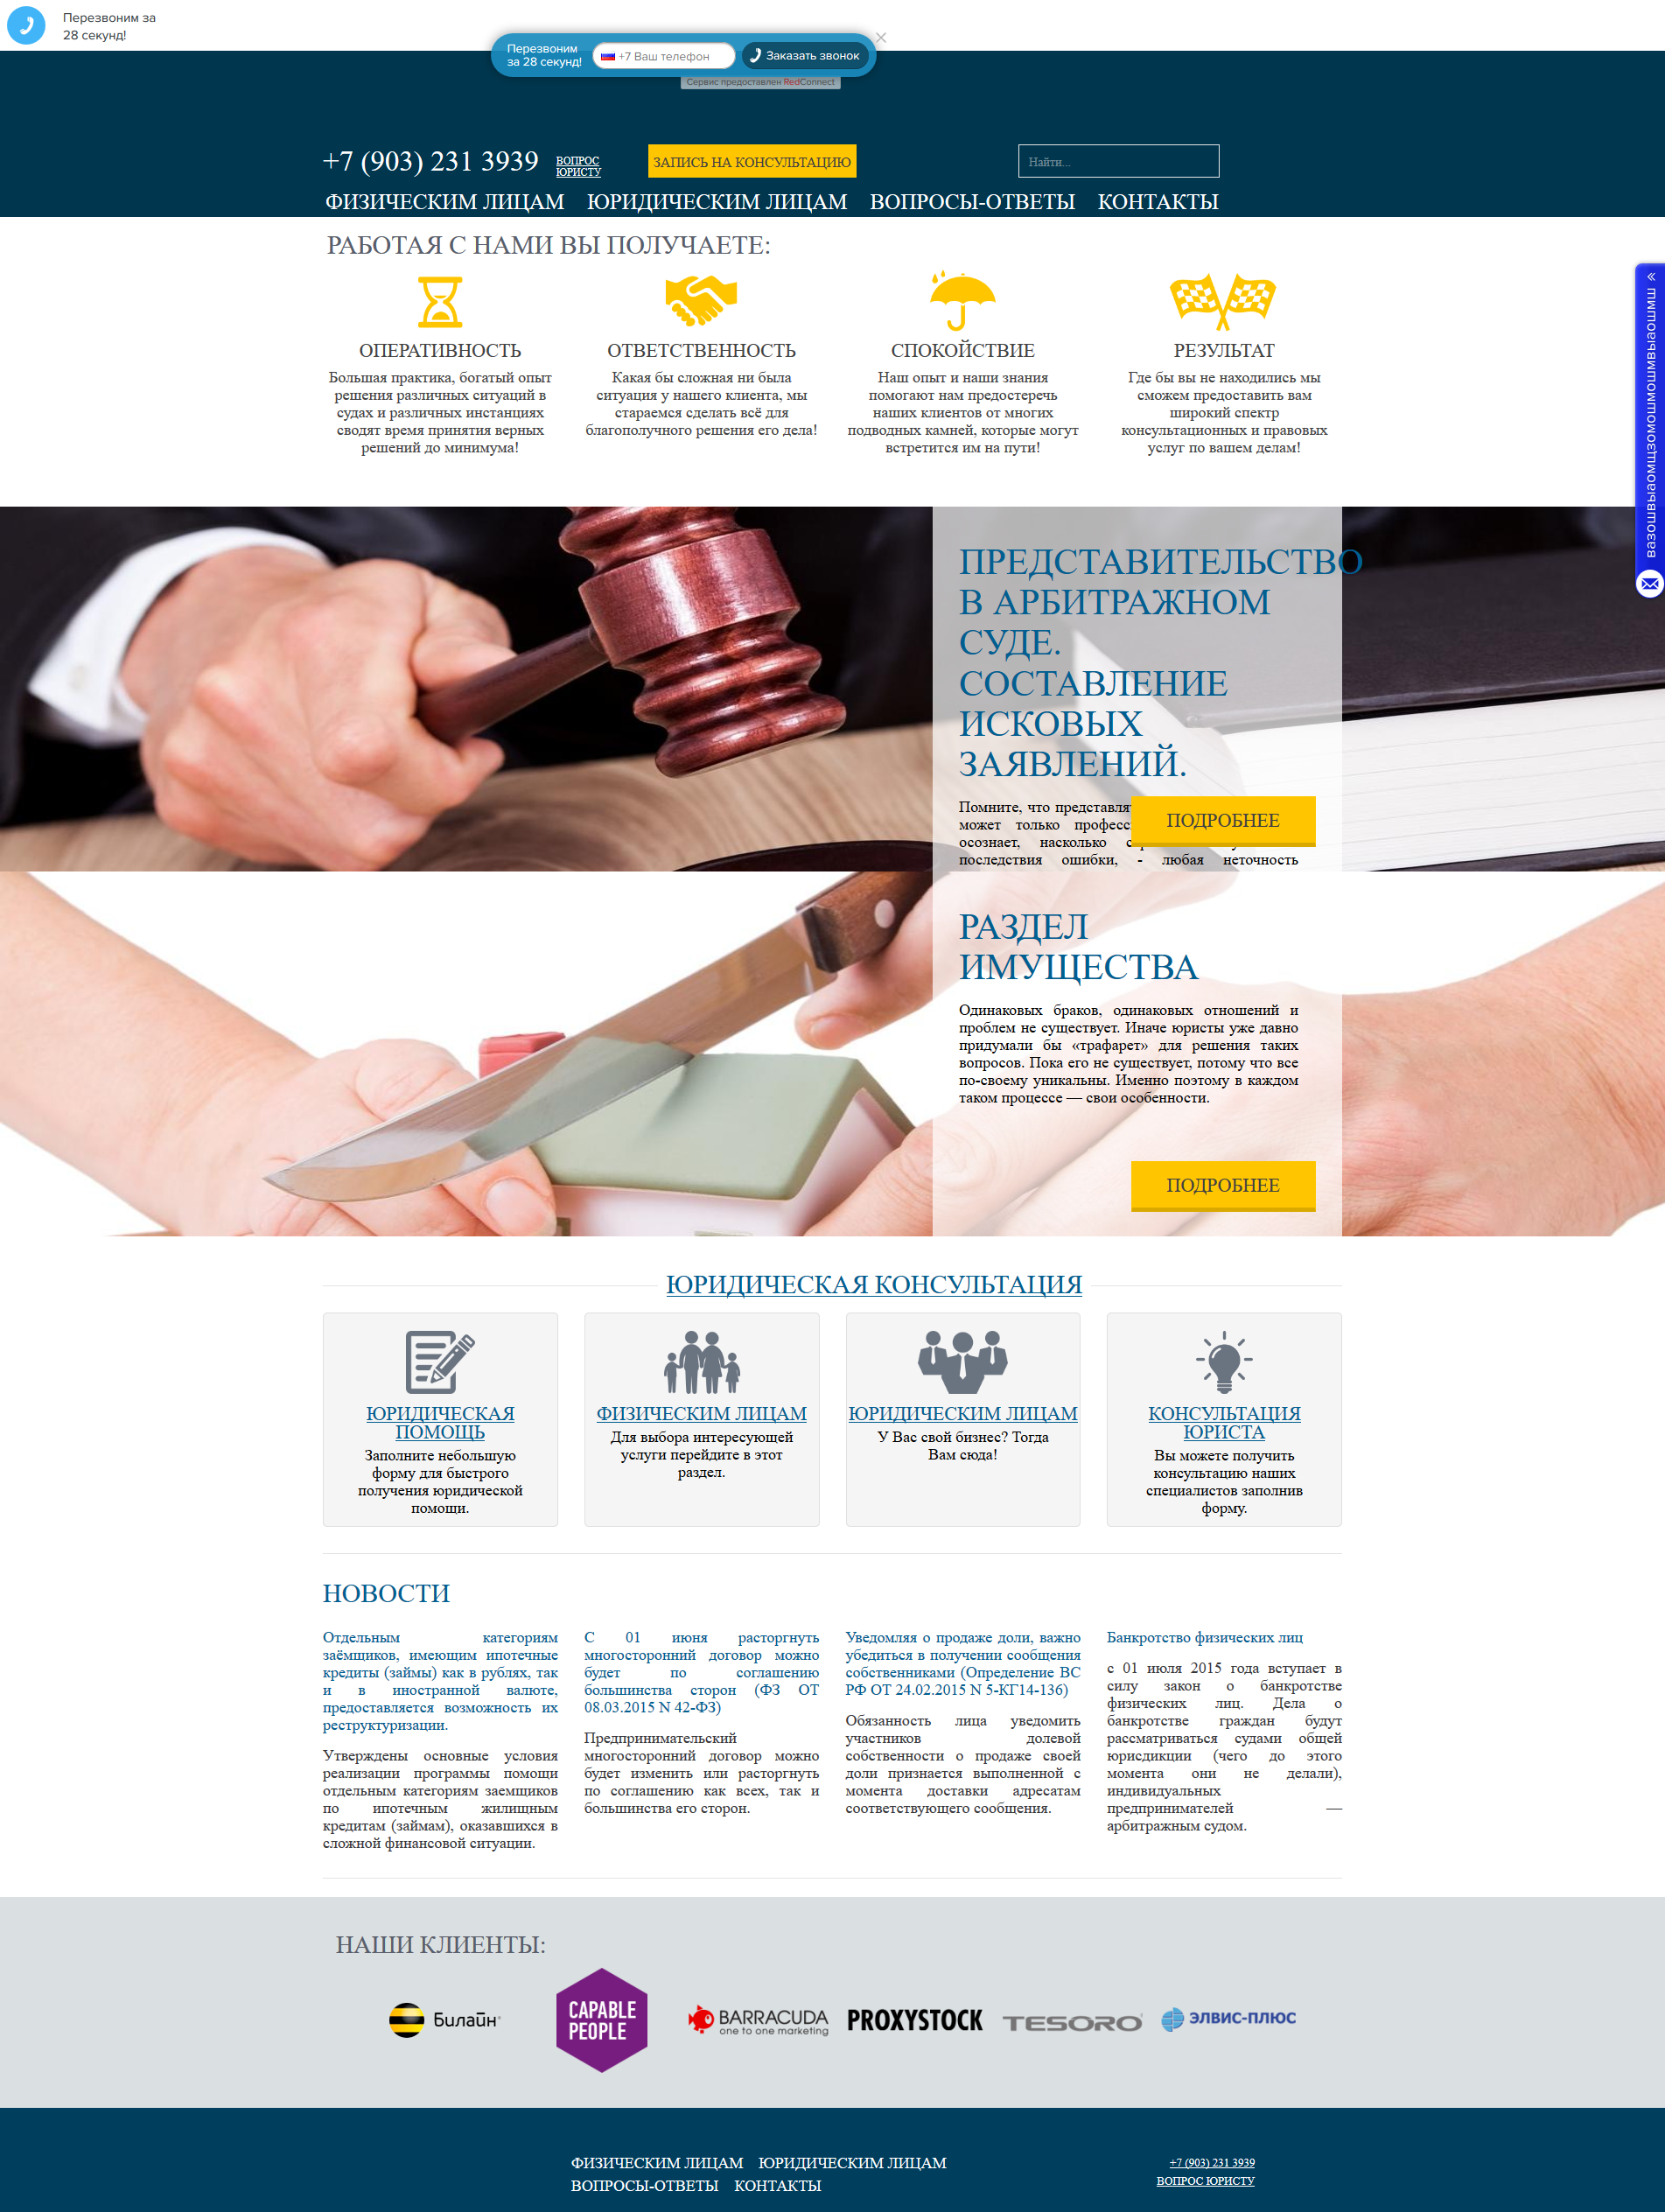 Перезвоним за
28 секунд!
Перезвоним
за 28 секунд!
+7 Ваш телефон
Заказать звонок
Сервис предоставлен RedConnect
+7 (903) 231 3939
ВОПРОС
ЮРИСТУ
ЗАПИСЬ НА КОНСУЛЬТАЦИЮ
Найти...
ФИЗИЧЕСКИМ ЛИЦАМ ЮРИДИЧЕСКИМ ЛИЦАМ ВОПРОСЫ-ОТВЕТЫ КОНТАКТЫ
РАБОТАЯ С НАМИ ВЫ ПОЛУЧАЕТЕ:
ОПЕРАТИВНОСТЬ
Большая практика, богатый опыт
решения различных ситуаций в
судах и различных инстанциях
сводят время принятия верных
решений до минимума!
ОТВЕТСТВЕННОСТЬ
Какая бы сложная ни была
ситуация у нашего клиента, мы
стараемся сделать всё для
благополучного решения его дела!
СПОКОЙСТВИЕ
Наш опыт и наши знания
помогают нам предостеречь
наших клиентов от многих
подводных камней, которые могут
встретится им на пути!
РЕЗУЛЬТАТ
Где бы вы не находились мы
сможем предоставить вам
широкий спектр
консультационных и правовых
услуг по вашем делам!
ПРЕДСТАВИТЕЛЬСТВО
В АРБИТРАЖНОМ
СУДЕ.
СОСТАВЛЕНИЕ
ИСКОВЫХ
ЗАЯВЛЕНИЙ.
Помните, что
может только
осознает, насколько
последствия ошибки, - любая неточность
ПОДРОБНЕЕ
РАЗДЕЛ
ИМУЩЕСТВА
Одинаковых браков, одинаковых отношений и
проблем не существует. Иначе юристы уже давно
придумали бы «трафарет» для решения таких
вопросов. Пока его не существует, потому что все
по-своему уникальны. Именно поэтому в каждом
таком процессе — свои особенности.
ПОДРОБНЕЕ
ЮРИДИЧЕСКАЯ КОНСУЛЬТАЦИЯ
ЮРИДИЧЕСКАЯ
ПОМОЩЬ
Заполните небольшую
форму для быстрого
получения юридической
помощи.
ФИЗИЧЕСКИМ ЛИЦАМ
Для выбора интересующей
услуги перейдите в этот
раздел.
ЮРИДИЧЕСКИМ ЛИЦАМ
У Вас свой бизнес? Тогда
Вам сюда!
КОНСУЛЬТАЦИЯ
ЮРИСТА
Вы можете получить
консультацию наших
специалистов заполнив
форму.
НОВОСТИ
Отдельным категориям
заёмщиков, имеющим ипотечные
кредиты (займы) как в рублях, так
и в иностранной валюте,
предоставляется возможность их
реструктуризации.
Утверждены основные условия
реализации программы помощи
отдельным категориям заемщиков
по ипотечным жилищным
кредитам (займам), оказавшихся в
сложной финансовой ситуации.
С 01 июня расторгнуть
многосторонний договор можно
будет по соглашению
большинства сторон (ФЗ ОТ
08.03.2015 N 42-ФЗ)
Предпринимательский
многосторонний договор можно
будет изменить или расторгнуть
по соглашению как всех, так и
большинства его сторон.
Уведомляя о продаже доли, важно
убедиться в получении сообщения
собственниками (Определение ВС
РФ ОТ 24.02.2015 N 5-КГ14-136)
Обязанность лица уведомить
участников долевой
собственности о продаже своей
доли признается выполненной с
момента доставки адресатам
соответствующего сообщения.
Банкротство физических лиц
с 01 июля 2015 года вступает в
силу закон о банкротстве
физических лиц. Дела о
банкротстве граждан будут
рассматриваться судами общей
юрисдикции (чего до этого
момента они не делали),
индивидуальных
предпринимателей —
арбитражным судом.
НАШИ КЛИЕНТЫ:
Билайн
CAPABLE
PEOPLE
BARRACUDA
one to one marketing
PROXYSTOCK
TESORO
ЭЛВИС-ПЛЮС
ФИЗИЧЕСКИМ ЛИЦАМ ЮРИДИЧЕСКИМ ЛИЦАМ
ВОПРОСЫ-ОТВЕТЫ КОНТАКТЫ
+7 (903) 231 3939
ВОПРОС ЮРИСТУ